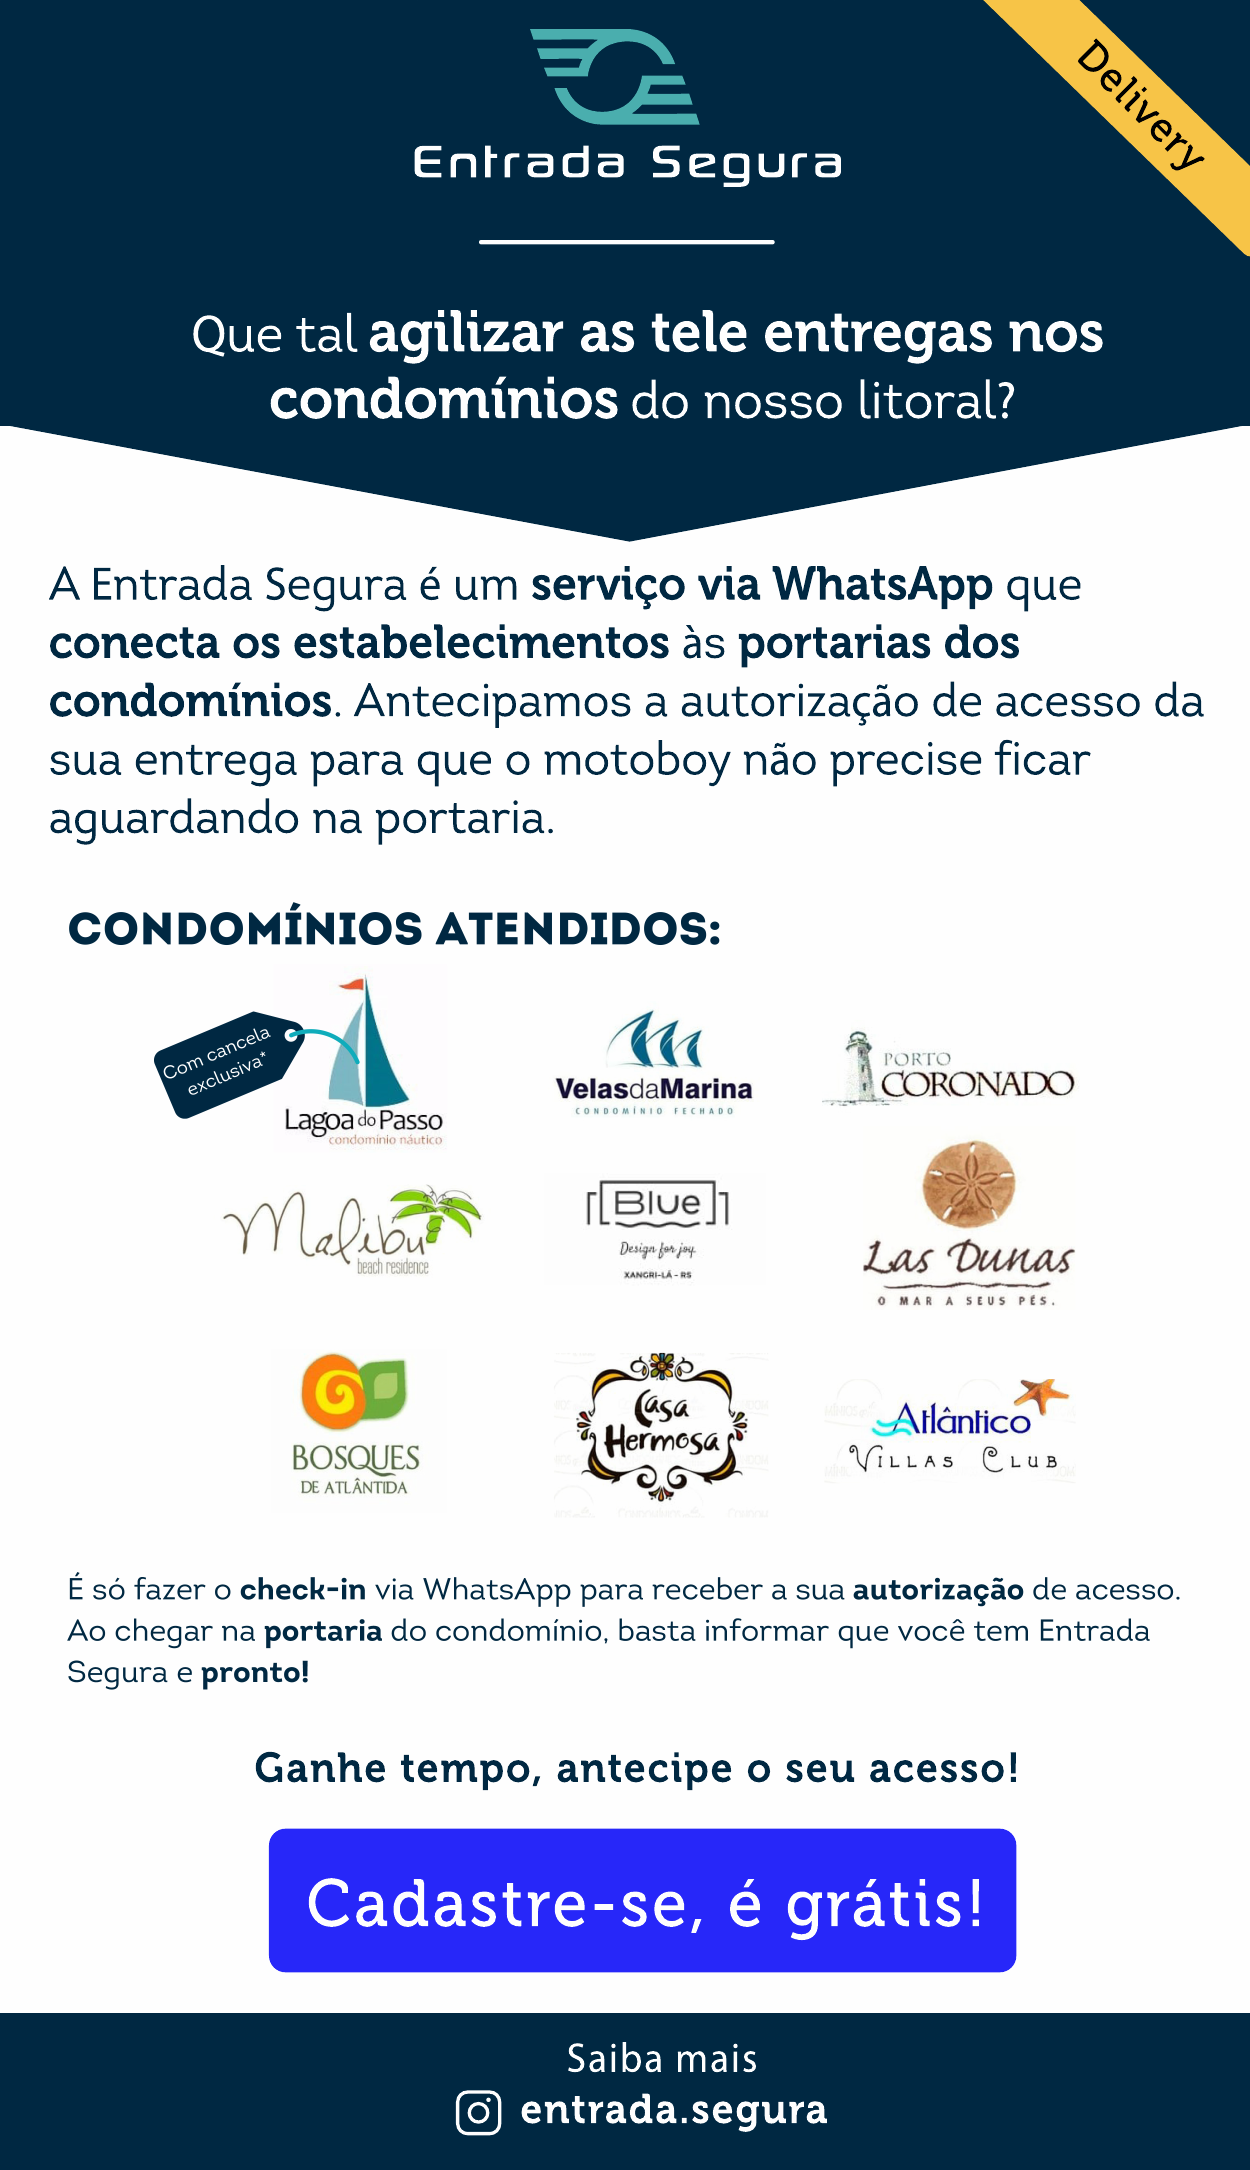 Delivery
Entrada Segura
Que tal agilizar as tele entregas nos
condomínios do nosso litoral?
A Entrada Segura é um serviço via WhatsApp que
conecta os estabelecimentos às portarias dos
condomínios. Antecipamos a autorização de acesso da
sua entrega para que o motoboy não precise ficar
aguardando na portaria.
CONDOMÍNIOS ATENDIDOS:
Com cancela
exclusiva*
Lagoa do Passo
condomínio náutico
VelasdaMarina
CONDOMÍNIO FECHADO
PORTO
CORONADO
Malibu
beach residence
Blue
Design for joy.
XANGRI-LÁ - RS
Las Dunas
O MAR A SEUS PÉS.
BOSQUES
DE ATLÂNTIDA
Casa
Hermosa
Atlântico
VILLAS CLUB
É só fazer o check-in via WhatsApp para receber a sua autorização de acesso.
Ao chegar na portaria do condomínio, basta informar que você tem Entrada
Segura e pronto!
Ganhe tempo, antecipe o seu acesso!
Cadastre-se, é grátis!
Saiba mais
entrada.segura